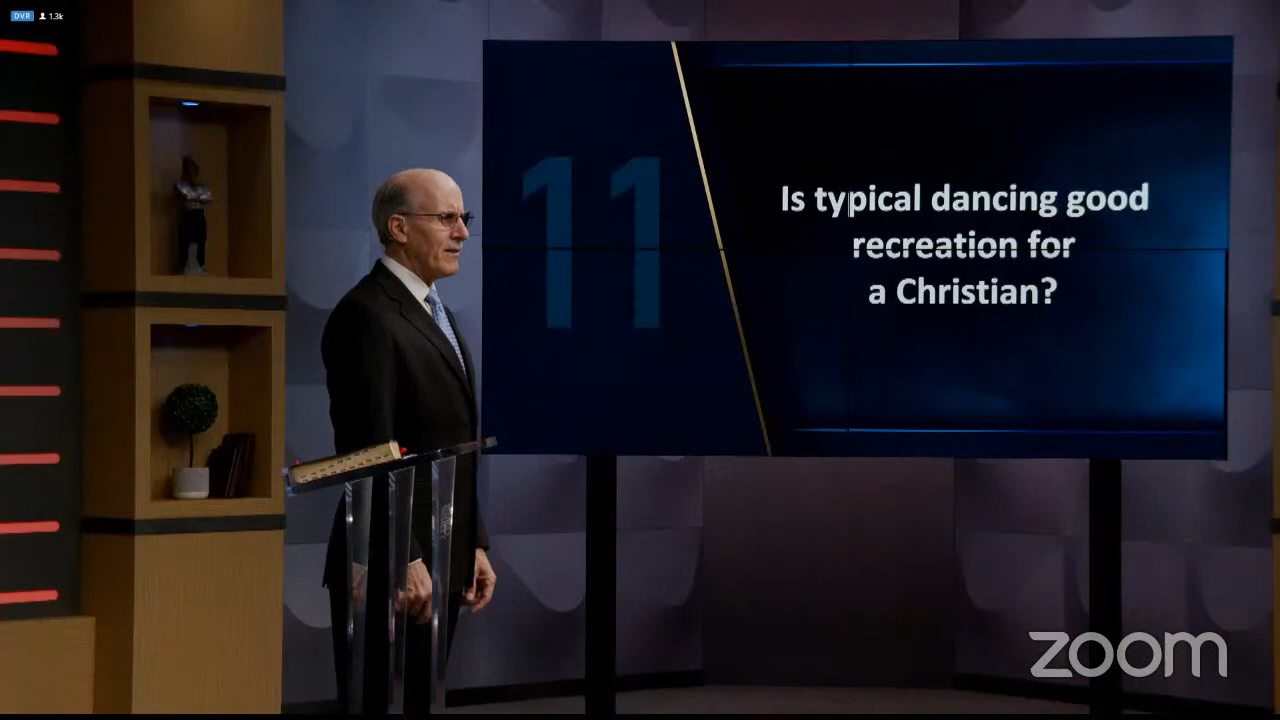 DVR 1.3k
11
Is typical dancing good
recreation for
a Christian?
zoom